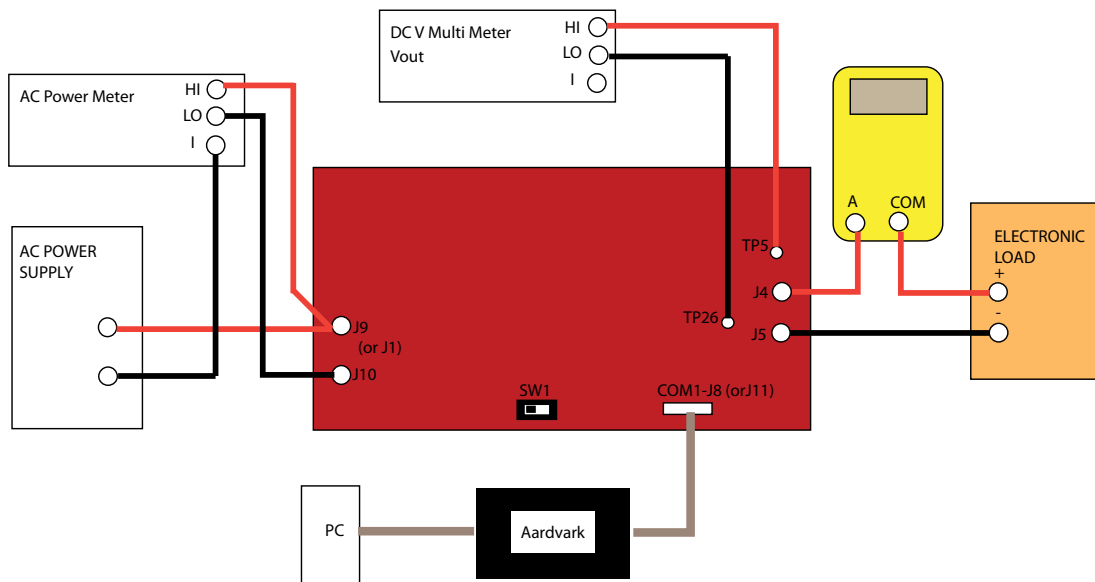 DC V Multi Meter
Vout
HI
LO
I
AC Power Meter
HI
LO
I
A
COM
AC POWER
SUPPLY
ELECTRONIC
LOAD
+
-
TP5
J4
TP26
J5
J9
(or J1)
J10
SW1
COM1-J8 (orJ11)
PC
Aardvark